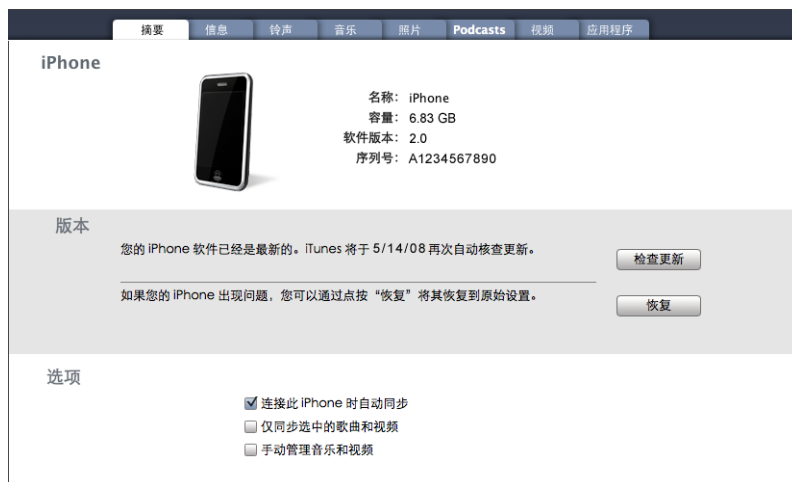 摘要 信息 铃声 音乐 照片 Podcasts 视频 应用程序
iPhone
名称: iPhone
容量: 6.83 GB
软件版本: 2.0
序列号: A1234567890
版本
您的 iPhone 软件已经是最新的。iTunes 将于 5/14/08 再次自动核查更新。
检查更新
如果您的 iPhone 出现问题，您可以通过点按“恢复”将其恢复到原始设置。
恢复
选项
连接此 iPhone 时自动同步
仅同步选中的歌曲和视频
手动管理音乐和视频